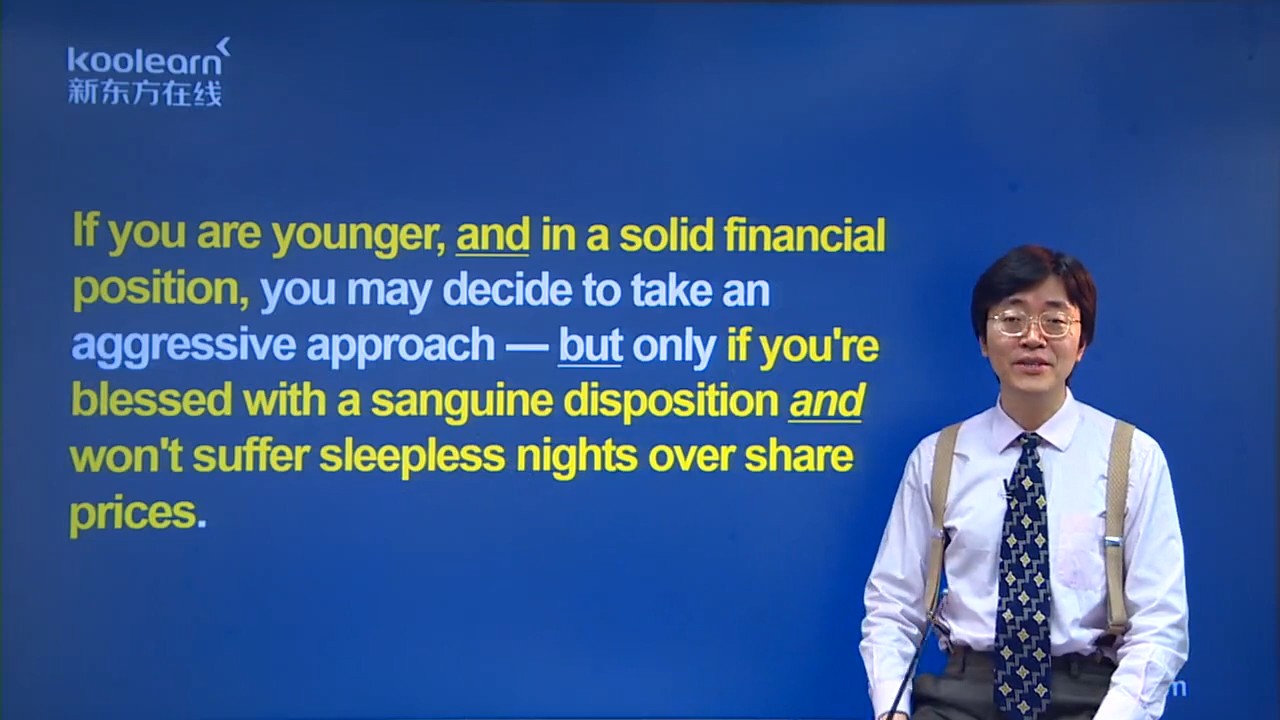 koolearn
新东方在线
If you are younger, and in a solid financial
position, you may decide to take an
aggressive approach — but only if you're
blessed with a sanguine disposition and
won't suffer sleepless nights over share
prices.